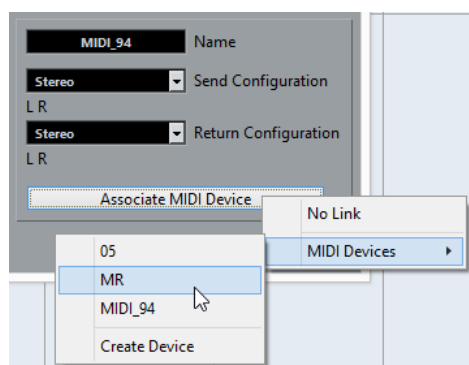 MIDI_94 Name
Stereo Send Configuration
L R
Stereo Return Configuration
L R
Associate MIDI Device
No Link
MIDI Devices
05
MR
MIDI_94
Create Device